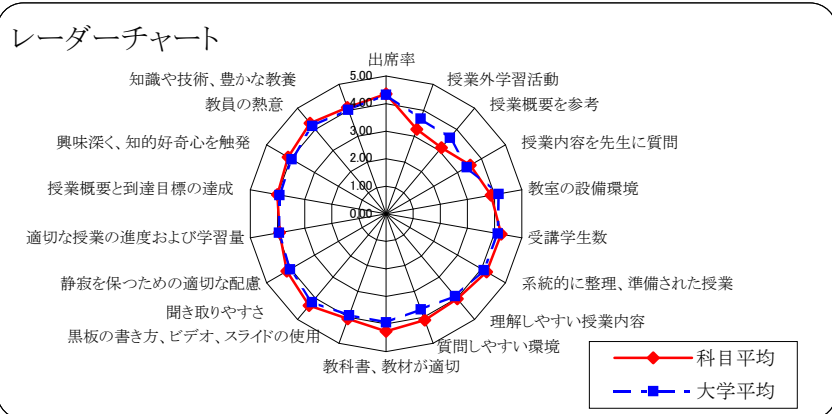 レーダーチャート
出席率
授業外学習活動
授業概要を参考
授業内容を先生に質問
教室の設備環境
受講学生数
系統的に整理、準備された授業
理解しやすい授業内容
質問しやすい環境
教科書、教材が適切
黒板の書き方、ビデオ、スライドの使用
聞き取りやすさ
静寂を保つための適切な配慮
適切な授業の進度および学習量
授業概要と到達目標の達成
興味深く、知的好奇心を触発
教員の熱意
知識や技術、豊かな教養
5.00
4.00
3.00
2.00
1.00
0.00
科目平均
大学平均